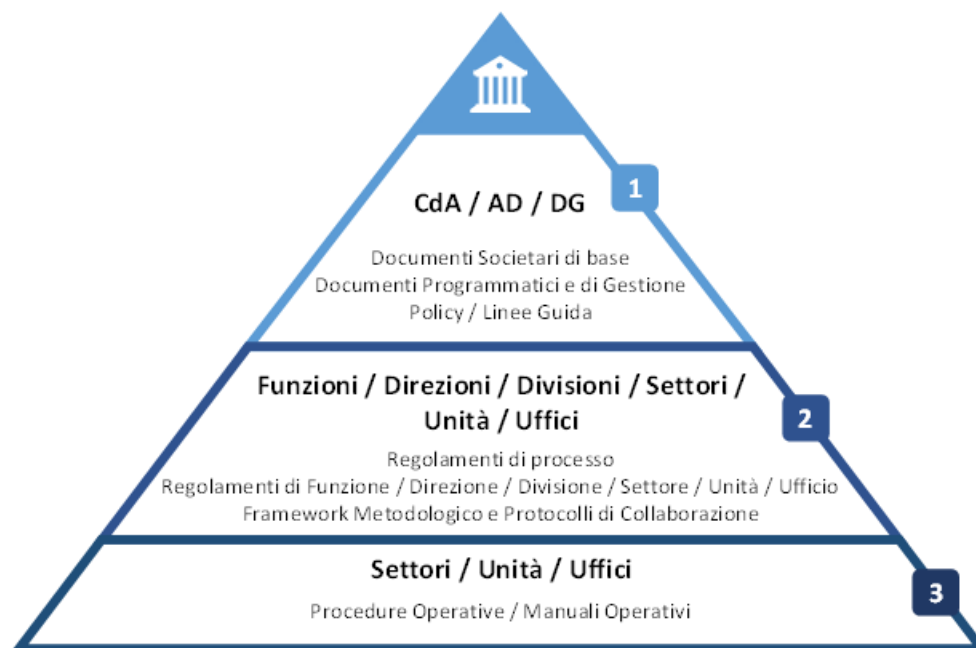 1
CdA / AD / DG
Documenti Societari di base
Documenti Programmatici e di Gestione
Policy / Linee Guida
Funzioni / Direzioni / Divisioni / Settori /
Unità / Uffici
2
Regolamenti di processo
Regolamenti di Funzione / Direzione / Divisione / Settore / Unità / Ufficio
Framework Metodologico e Protocolli di Collaborazione
Settori / Unità / Uffici
3
Procedure Operative / Manuali Operativi